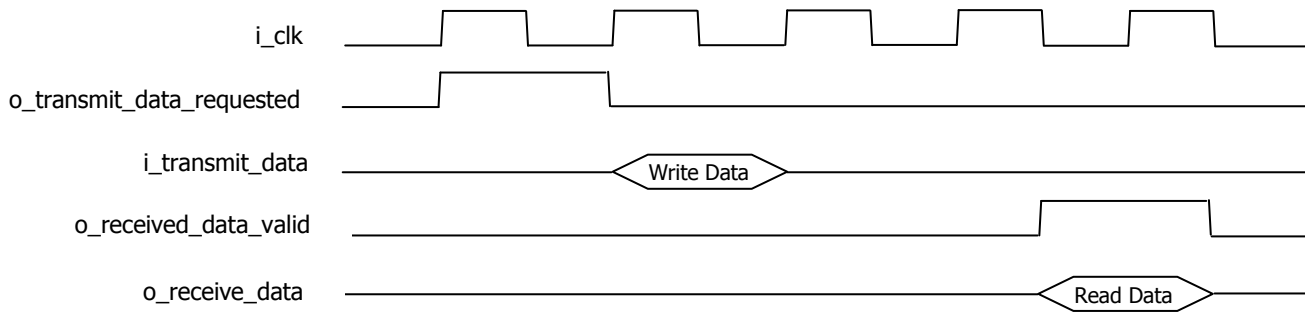 i_clk
o_transmit_data_requested
i_transmit_data
Write Data
o_received_data_valid
o_receive_data
Read Data